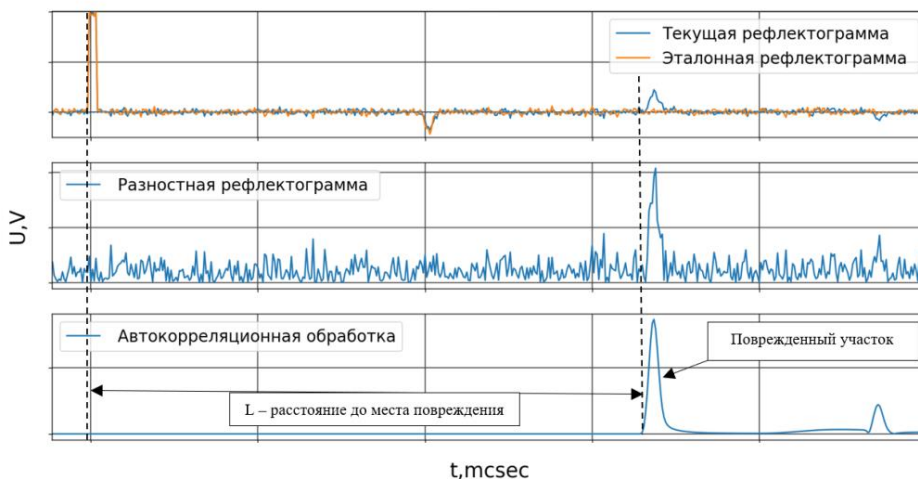 Текущая рефлектограмма
Эталонная рефлектограмма
Разностная рефлектограмма
U,V
Автокорреляционная обработка
Поврежденный участок
L – расстояние до места повреждения
t,mcsec